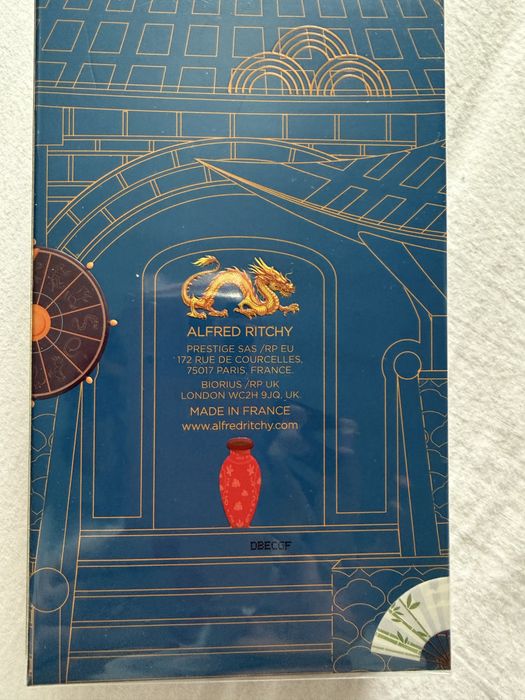 ALFRED RITCHY
PRESTIGE SAS /RP EU
172 RUE DE COURCELLES,
75017 PARIS, FRANCE.
BIORIUS /RP UK
LONDON WC2H 9JQ, UK.
MADE IN FRANCE
www.alfredritchy.com
DBECGF